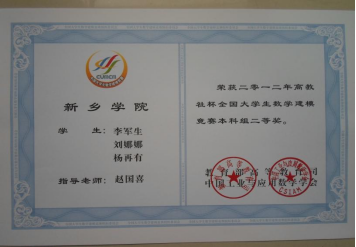 CUMCM
新乡学院
学 生：李军生
刘娜娜
杨再有
指导老师：赵国喜
荣获二零一二年高教
社杯全国大学生数学建模
竞赛本科组二等奖。
教育部高等教育司
中国工业与应用数学学会
CSIAM